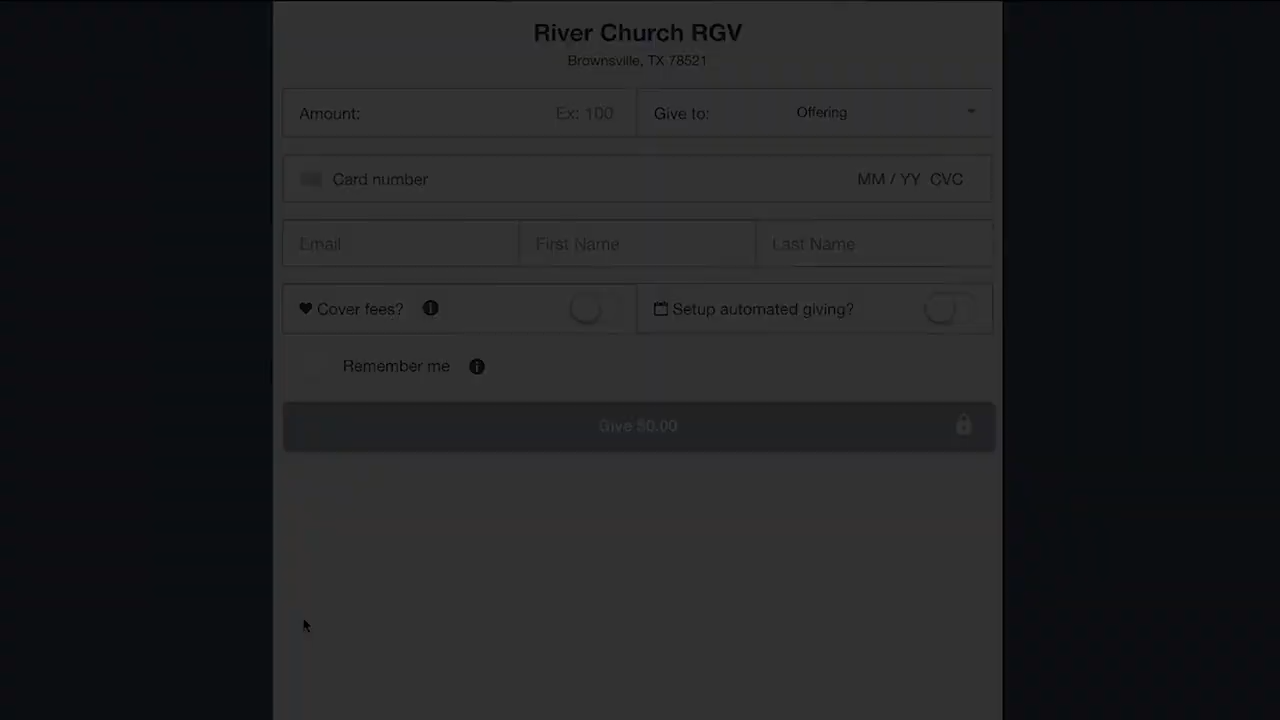 River Church RGV
Brownsville, TX 78521
Amount: Ex: 100 Give to: Offering
Card number MM / YY CVC
Email First Name Last Name
Cover fees? Setup automated giving?
Remember me
Give $0.00